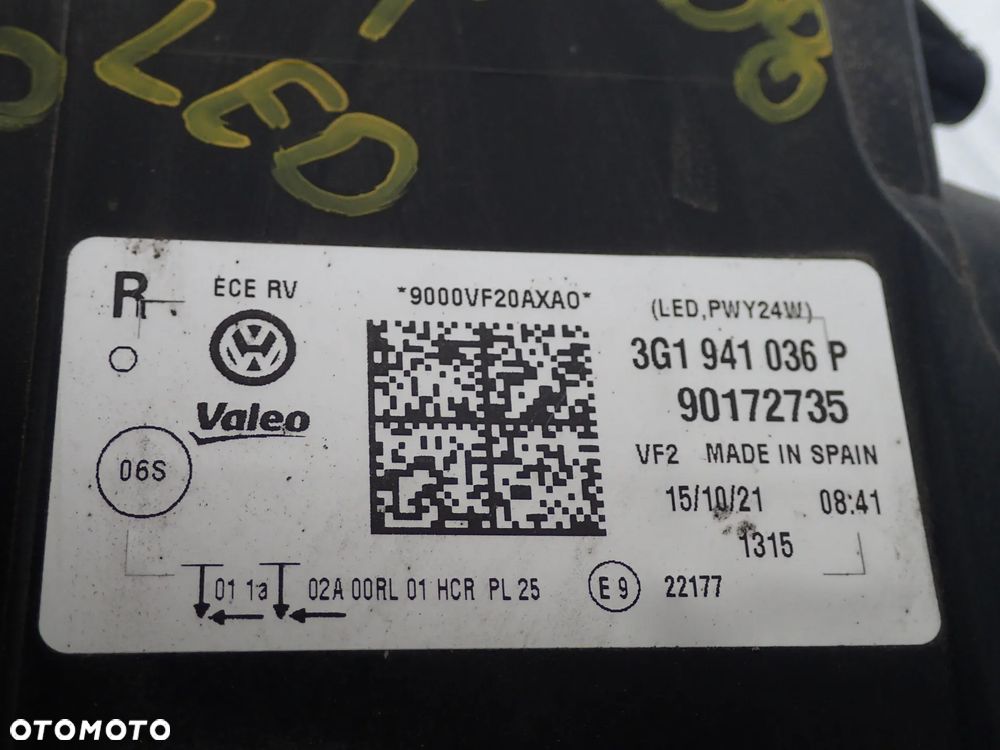 LED
R
ECE RV
*9000VF20AXA0*
(LED,PWY24W)
3G1 941 036 P
90172735
Valeo
06S
VF2 MADE IN SPAIN
15/10/21 08:41
1315
01 1a 02A 00RL 01 HCR PL 25
E9 22177
OTOMOTO